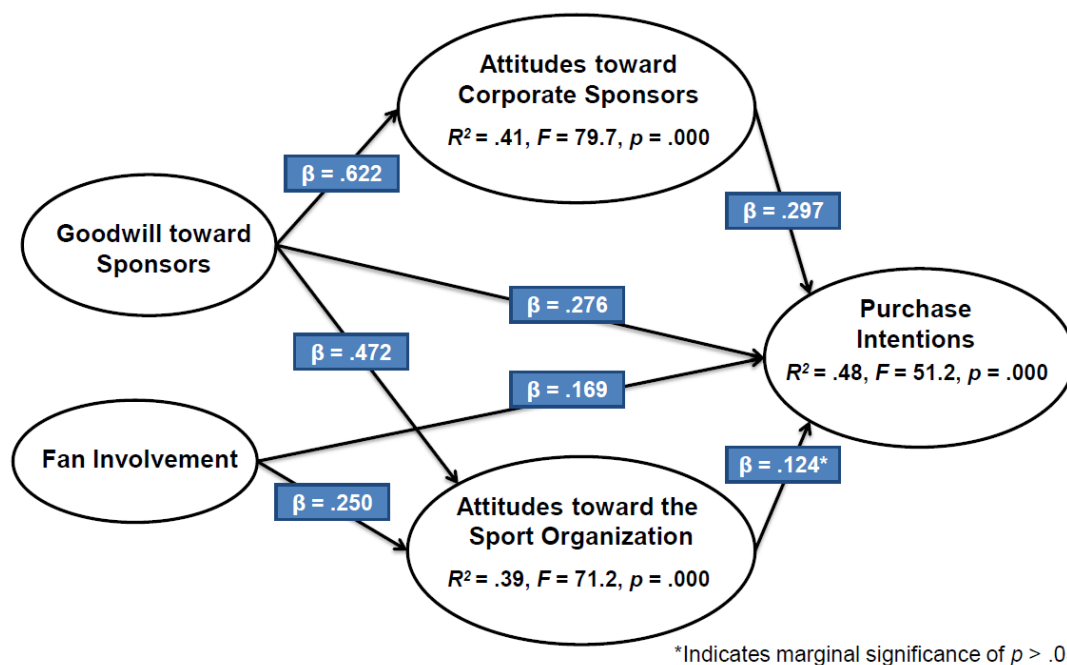 Attitudes toward
Corporate Sponsors
R² = .41, F = 79.7, p = .000
β = .622
Goodwill toward
Sponsors
β = .297
β = .276
Purchase
Intentions
R² = .48, F = 51.2, p = .000
β = .472
β = .169
Fan Involvement
β = .250
β = .124*
Attitudes toward the
Sport Organization
R² = .39, F = 71.2, p = .000
*Indicates marginal significance of p > .0